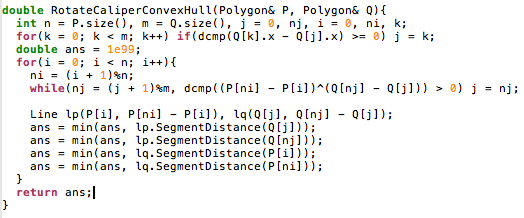 double RotateCaliperConvexHull(Polygon& P, Polygon& Q){
  int n = P.size(), m = Q.size(), j = 0, nj, i = 0, ni, k;
  for(k = 0; k < m; k++) if(dcmp(Q[k].x - Q[j].x) >= 0) j = k;
  double ans = 1e99;
  for(i = 0; i < n; i++){
    ni = (i + 1)%n;
    while(nj = (j + 1)%m, dcmp((P[ni] - P[i])^(Q[nj] - Q[j])) > 0) j = nj;

    Line lp(P[i], P[ni] - P[i]), lq(Q[j], Q[nj] - Q[j]);
    ans = min(ans, lp.SegmentDistance(Q[j]));
    ans = min(ans, lp.SegmentDistance(Q[nj]));
    ans = min(ans, lq.SegmentDistance(P[i]));
    ans = min(ans, lq.SegmentDistance(P[ni]));
  }
  return ans;
}